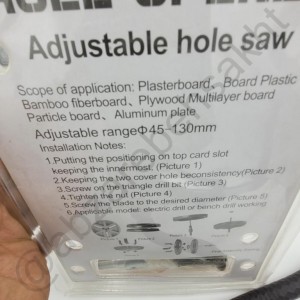 Adjustable hole saw
Scope of application: Plasterboard、Board Plastic
Bamboo fiberboard、Plywood Multilayer board
Particle board、Aluminum plate
Adjustable rangeΦ45-130mm
Installation Notes:
1.Putting the positioning on top card slot
keeping the innermost. (Picture 1)
2.Keeping the two cover hole beconsistency(Picture 2)
3.Screw on the triangle drill bit (Picture 3)
4.Tighten the nut (Picture 4)
5.Screw the blade to the desired diameter (Picture 5)
6.Applicable model: electric drill or bench drill working